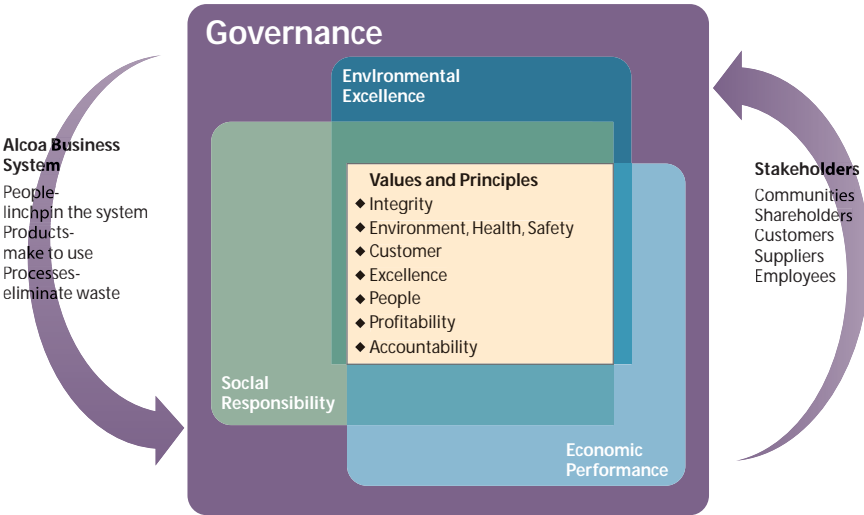 Governance
Environmental
Excellence
Alcoa Business
System
People-
linchpin the system
Products-
make to use
Processes-
eliminate waste
Values and Principles
◆ Integrity
◆ Environment, Health, Safety
◆ Customer
◆ Excellence
◆ People
◆ Profitability
◆ Accountability
Stakeholders
Communities
Shareholders
Customers
Suppliers
Employees
Social
Responsibility
Economic
Performance